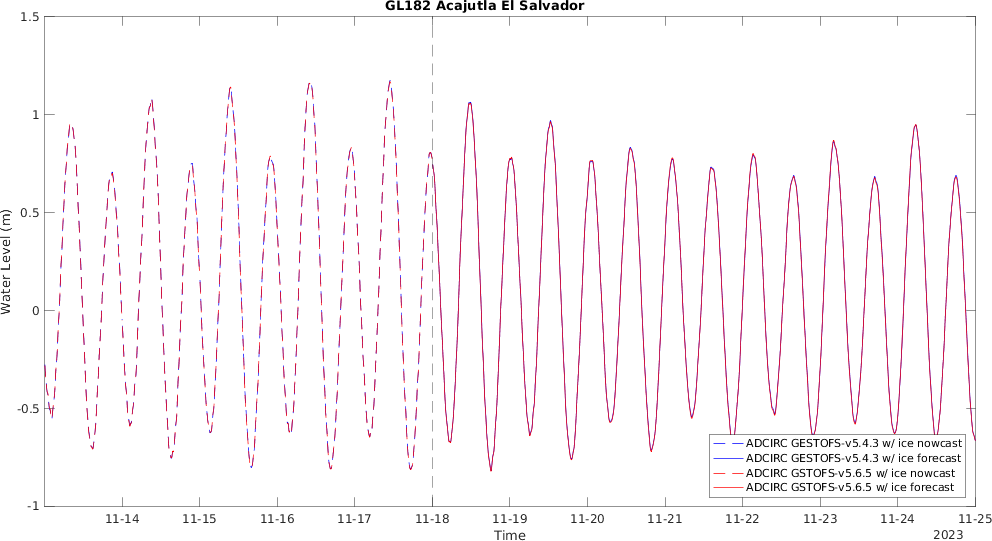 GL182 Acajutla El Salvador
1.5
1
0.5
0
-0.5
-1
Water Level (m)
11-14 11-15 11-16 11-17 11-18 11-19 11-20 11-21 11-22 11-23 11-24 11-25
Time
2023
ADCIRC GESTOFS-v5.4.3 w/ ice nowcast
ADCIRC GESTOFS-v5.4.3 w/ ice forecast
ADCIRC GSTOFS-v5.6.5 w/ ice nowcast
ADCIRC GSTOFS-v5.6.5 w/ ice forecast